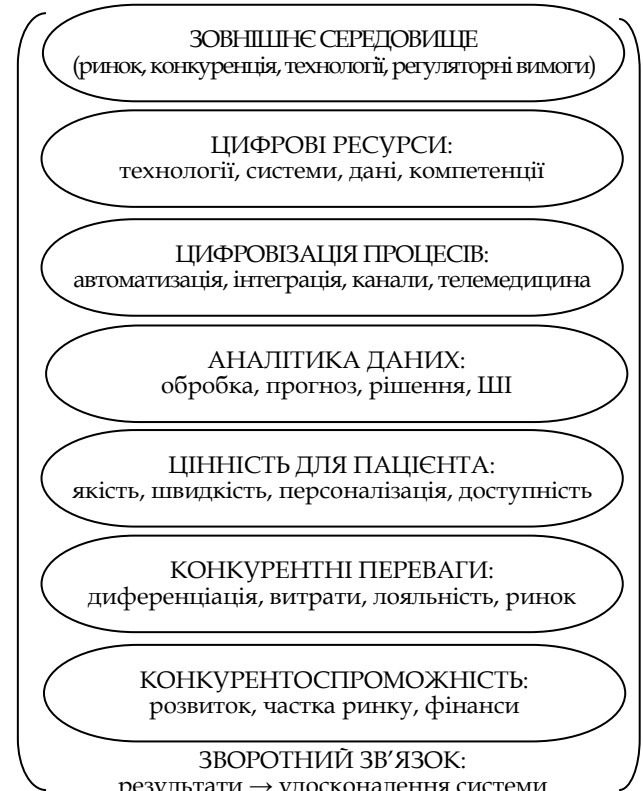 ЗОВНІШНЄ СЕРЕДОВИЩЕ
(ринок, конкуренція, технології, регуляторні вимоги)
ЦИФРОВІ РЕСУРСИ:
технології, системи, дані, компетенції
ЦИФРОВІЗАЦІЯ ПРОЦЕСІВ:
автоматизація, інтеграція, канали, телемедицина
АНАЛІТИКА ДАНИХ:
обробка, прогноз, рішення, ШІ
ЦІННІСТЬ ДЛЯ ПАЦІЄНТА:
якість, швидкість, персоналізація, доступність
КОНКУРЕНТНІ ПЕРЕВАГИ:
диференціація, витрати, лояльність, ринок
КОНКУРЕНТОСПРОМОЖНІСТЬ:
розвиток, частка ринку, фінанси
ЗВОРОТНИЙ ЗВ’ЯЗОК:
результати → удосконалення системи